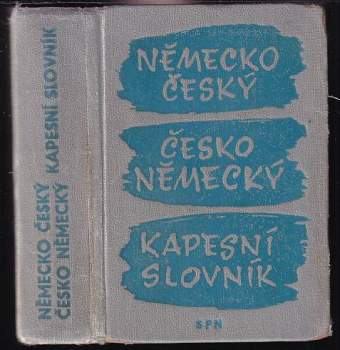 NĚMECKO ČESKÝ KAPESNÍ SLOVNÍK
ČESKO NĚMECKÝ
NĚMECKO
ČESKÝ
ČESKO
NĚMECKÝ
KAPESNÍ
SLOVNÍK
SPN